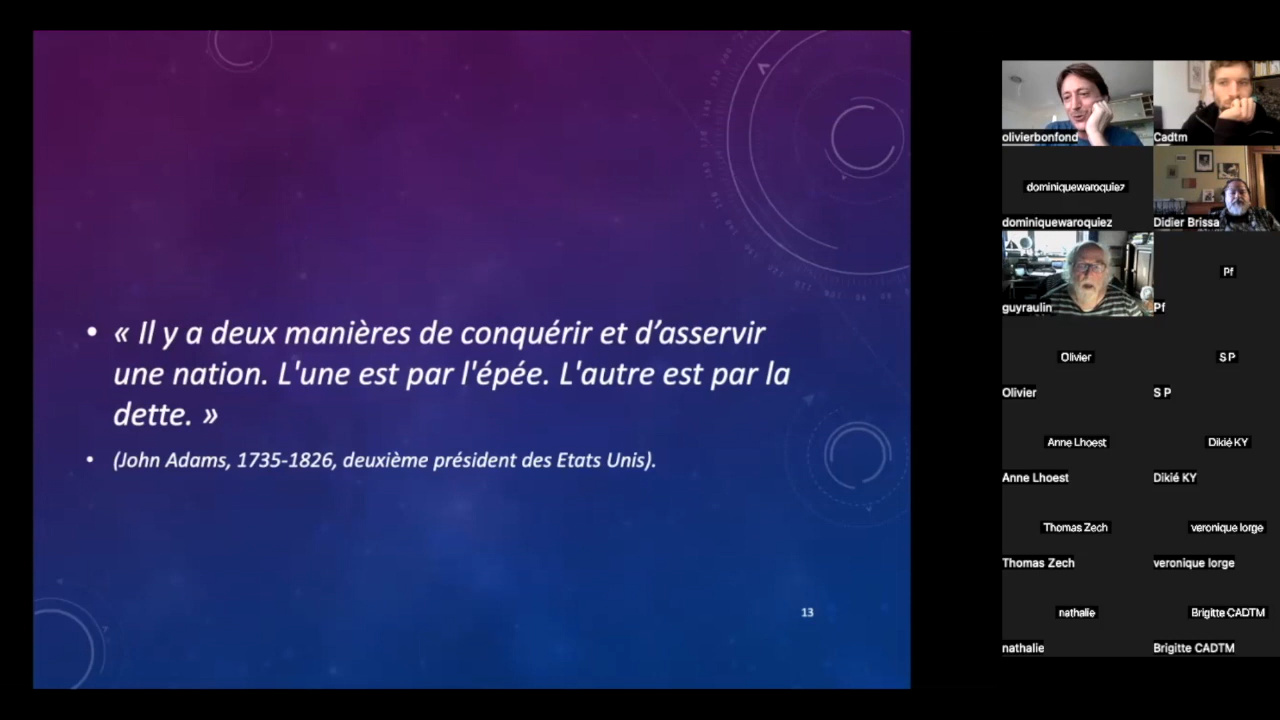 • « Il y a deux manières de conquérir et d’asservir
une nation. L'une est par l'épée. L'autre est par la
dette. »
• (John Adams, 1735-1826, deuxième président des Etats Unis).
13
olivierbonfond
Cadtm
dominiquewaroquiez
dominiquewaroquiez
Didier Brissa
guyraulin
Pf
Pf
Olivier
S P
Olivier
S P
Anne Lhoest
Dikié KY
Anne Lhoest
Dikié KY
Thomas Zech
veronique lorge
Thomas Zech
veronique lorge
nathalie
Brigitte CADTM
nathalie
Brigitte CADTM